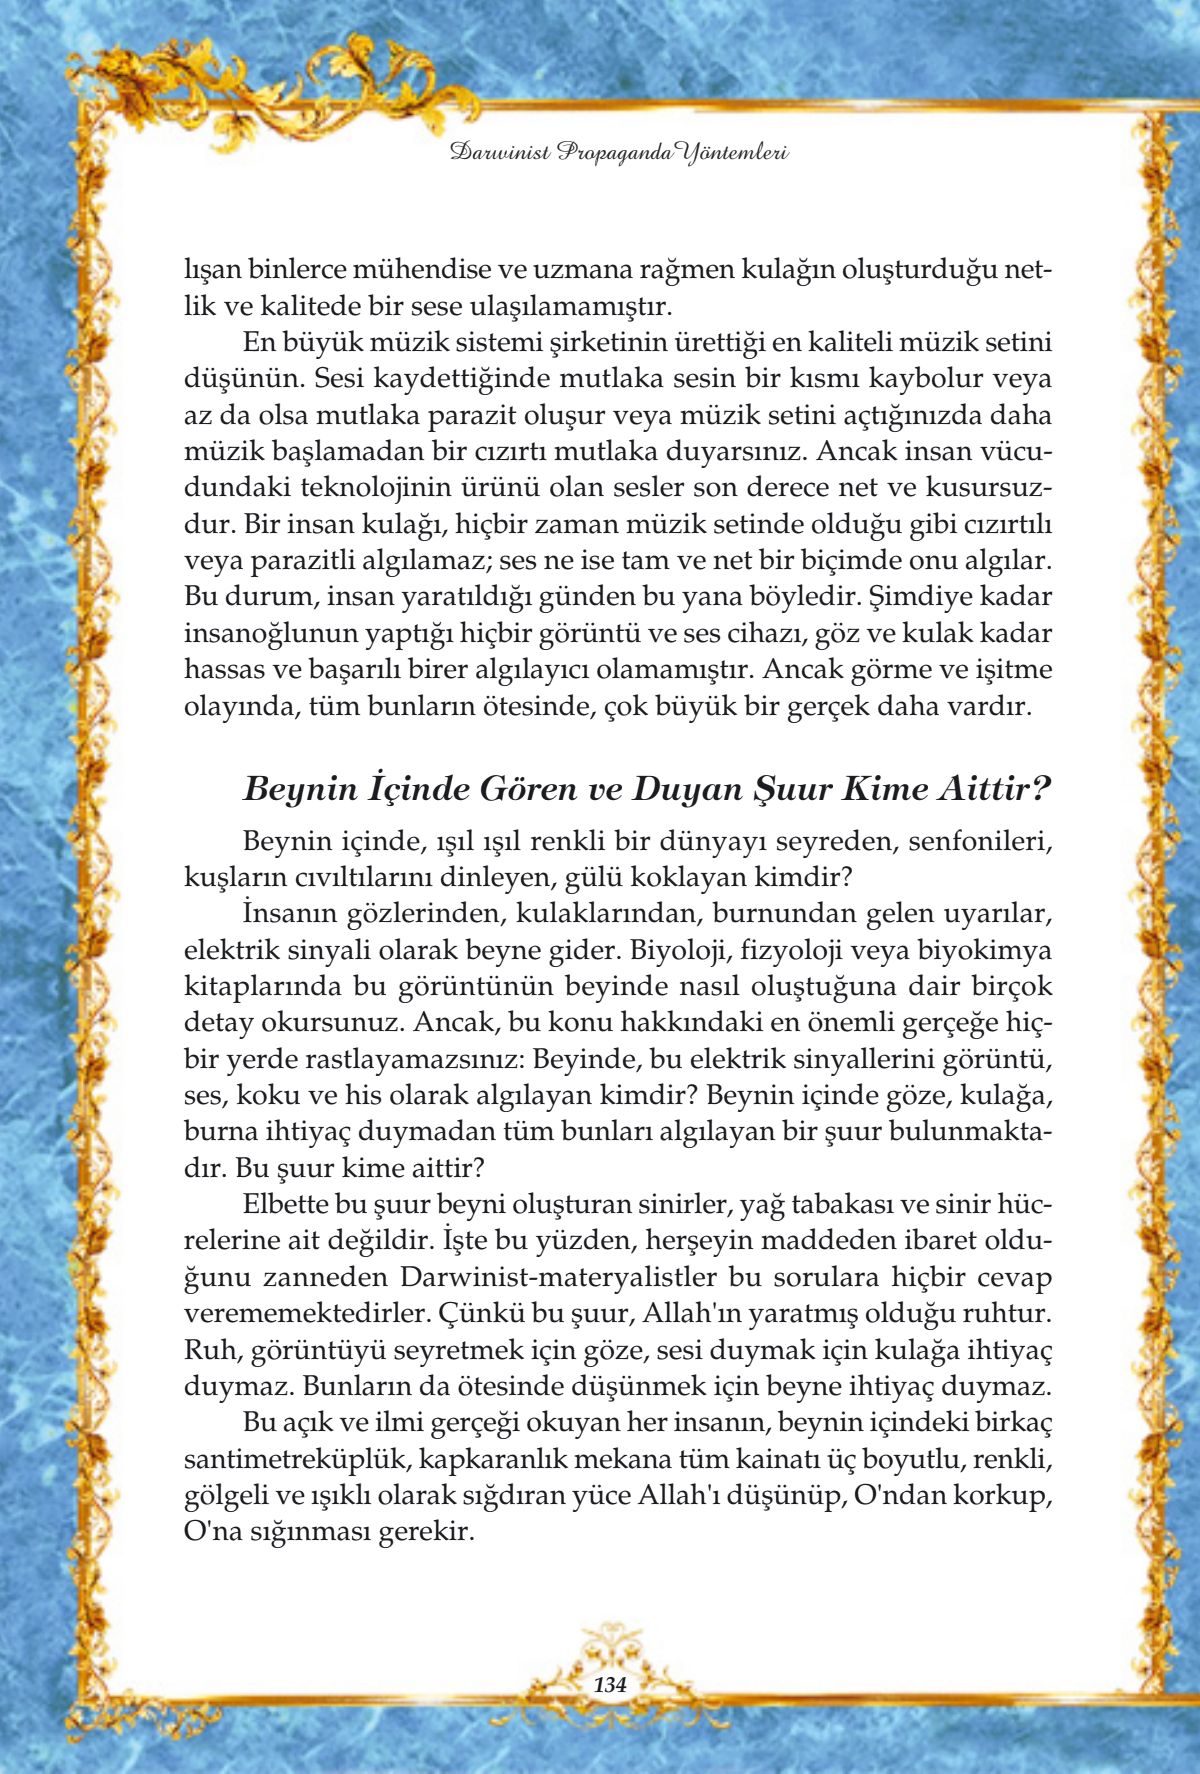 Darwinist Propaganda Yöntemleri
lışan binlerce mühendise ve uzmana rağmen kulağın oluşturduğu net-
lik ve kalitede bir sese ulaşılamamıştır.
En büyük müzik sistemi şirketinin ürettiği en kaliteli müzik setini
düşünün. Sesi kaydettiğinde mutlaka sesin bir kısmı kaybolur veya
az da olsa mutlaka parazit oluşur veya müzik setini açtığınızda daha
müzik başlamadan bir cızırtı mutlaka duyarsınız. Ancak insan vücu-
dundaki teknolojinin ürünü olan sesler son derece net ve kusursuz-
dur. Bir insan kulağı, hiçbir zaman müzik setinde olduğu gibi cızırtılı
veya parazitli algılamaz; ses ne ise tam ve net bir biçimde onu algılar.
Bu durum, insan yaratıldığı günden bu yana böyledir. Şimdiye kadar
insanoğlunun yaptığı hiçbir görüntü ve ses cihazı, göz ve kulak kadar
hassas ve başarılı birer algılayıcı olamamıştır. Ancak görme ve işitme
olayında, tüm bunların ötesinde, çok büyük bir gerçek daha vardır.
Beynin İçinde Gören ve Duyan Şuur Kime Aittir?
Beynin içinde, ışıl ışıl renkli bir dünyayı seyreden, senfonileri,
kuşların cıvıltılarını dinleyen, gülü koklayan kimdir?
İnsanın gözlerinden, kulaklarından, burnundan gelen uyarılar,
elektrik sinyali olarak beyne gider. Biyoloji, fizyoloji veya biyokimya
kitaplarında bu görüntünün beyinde nasıl oluştuğuna dair birçok
detay okursunuz. Ancak, bu konu hakkındaki en önemli gerçeğe hiç-
bir yerde rastlayamazsınız: Beyinde, bu elektrik sinyallerini görüntü,
ses, koku ve his olarak algılayan kimdir? Beynin içinde göze, kulağa,
burna ihtiyaç duymadan tüm bunları algılayan bir şuur bulunmakta-
dır. Bu şuur kime aittir?
Elbette bu şuur beyni oluşturan sinirler, yağ tabakası ve sinir hüc-
relerine ait değildir. İşte bu yüzden, herşeyin maddeden ibaret oldu-
ğunu zanneden Darwinist-materyalistler bu sorulara hiçbir cevap
verememektedirler. Çünkü bu şuur, Allah'ın yaratmış olduğu ruhtur.
Ruh, görüntüyü seyretmek için göze, sesi duymak için kulağa ihtiyaç
duymaz. Bunların da ötesinde düşünmek için beyne ihtiyaç duymaz.
Bu açık ve ilmi gerçeği okuyan her insanın, beynin içindeki birkaç
santimetreküplük, kapkaranlık mekana tüm kainatı üç boyutlu, renkli,
gölgeli ve ışıklı olarak sığdıran yüce Allah'ı düşünüp, O'ndan korkup,
O'na sığınması gerekir.
134